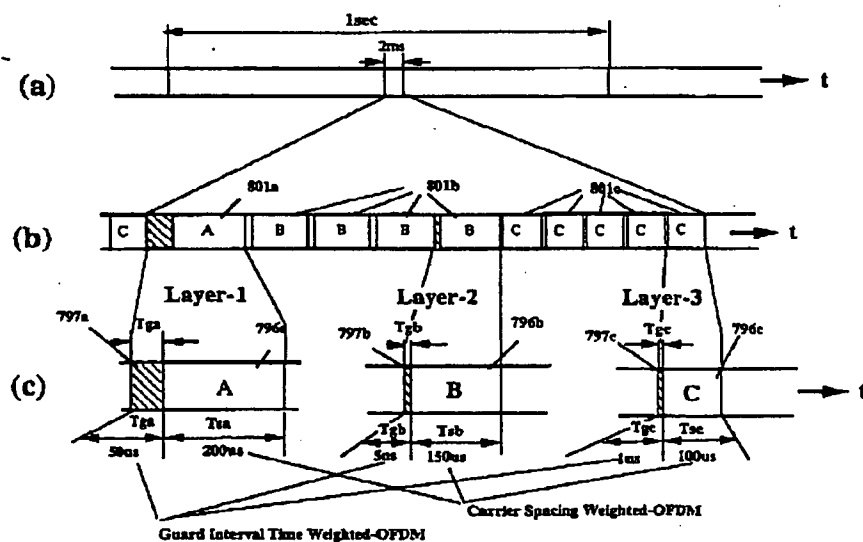 1sec
2ms
(a)
t
801a
801b
801c
(b)
C
A
B
B
B
B
C
C
C
C
C
t
Layer-1
Layer-2
Layer-3
797a
Tga
796a
797b
Tgb
796b
797c
Tgc
796c
(c)
A
B
C
t
Tga
Tsa
Tgb
Tsb
Tgc
Tsc
50us
200us
150us
100us
Carrier Spacing Weighted-OFDM
Guard Interval Time Weighted-OFDM